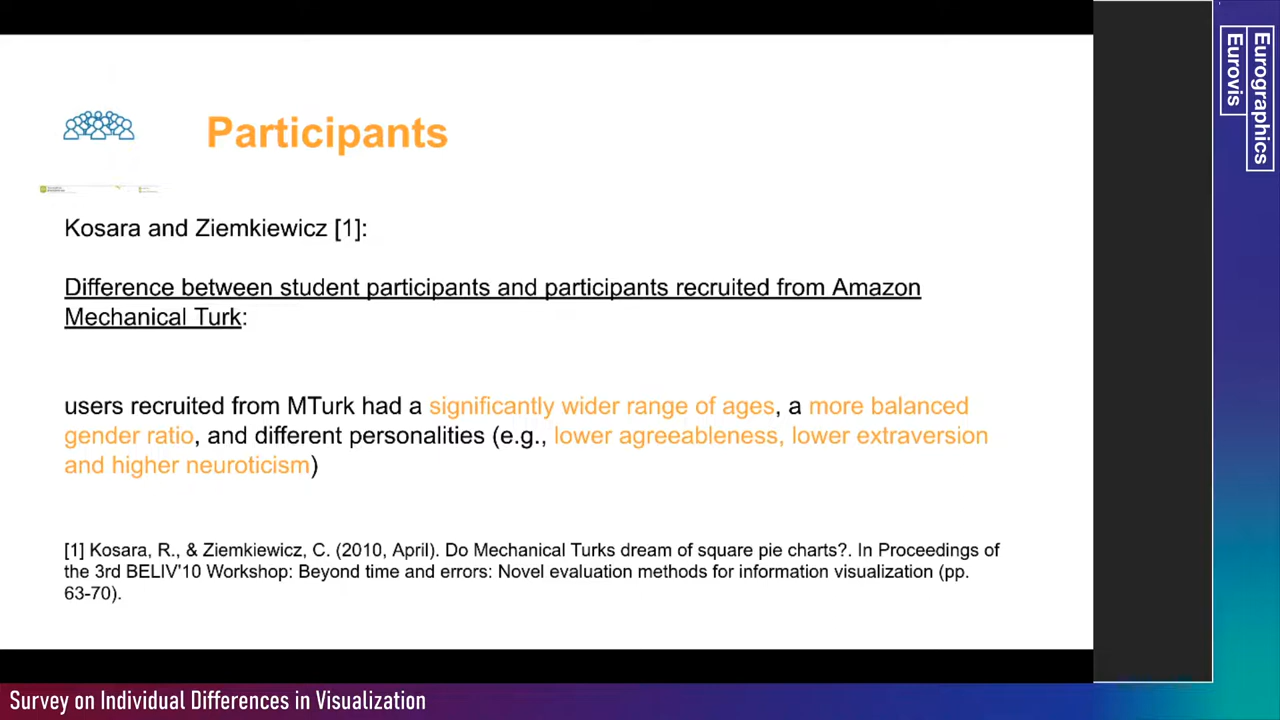 Participants
Kosara and Ziemkiewicz [1]:
Difference between student participants and participants recruited from Amazon
Mechanical Turk:
users recruited from MTurk had a significantly wider range of ages, a more balanced
gender ratio, and different personalities (e.g., lower agreeableness, lower extraversion
and higher neuroticism)
[1] Kosara, R., & Ziemkiewicz, C. (2010, April). Do Mechanical Turks dream of square pie charts?. In Proceedings of
the 3rd BELIV'10 Workshop: Beyond time and errors: Novel evaluation methods for information visualization (pp.
63-70).
Eurographics
Eurovis
Survey on Individual Differences in Visualization